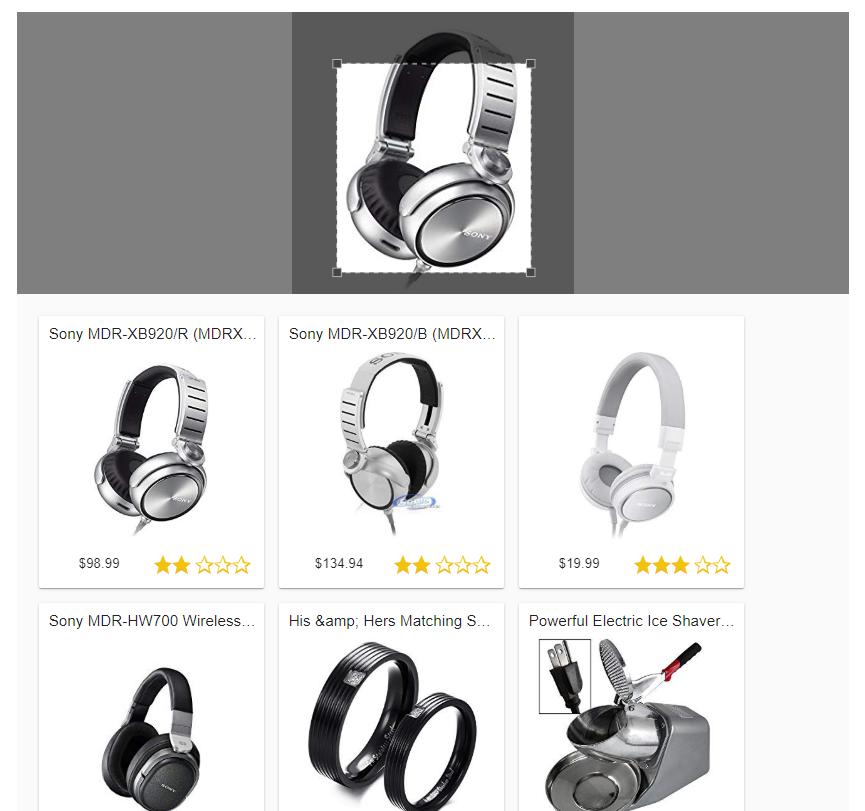 SONY
Sony MDR-XB920/R (MDRX...
Sony MDR-XB920/B (MDRX...
SONY
$98.99
$134.94
$19.99
Sony MDR-HW700 Wireless...
His &amp; Hers Matching S...
Powerful Electric Ice Shaver...
SONY